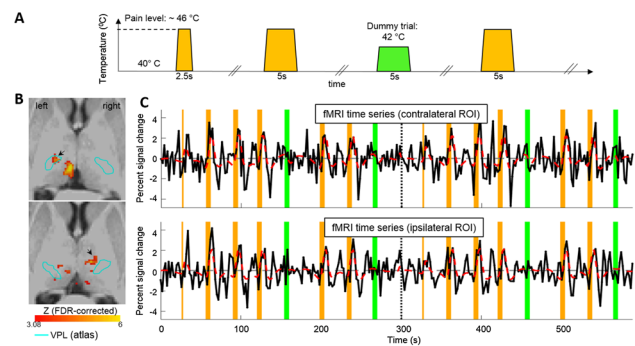 A
Temperature (°C)
Pain level: ~ 46 °C
Dummy trial:
42 °C
40° C
2.5s
5s
5s
5s
time
B
left
right
Z (FDR-corrected)
3.08
6
VPL (atlas)
C
fMRI time series (contralateral ROI)
Percent signal change
4
2
0
-2
-4
fMRI time series (ipsilateral ROI)
Percent signal change
4
2
0
-2
-4
0
100
200
300
400
500
Time (s)